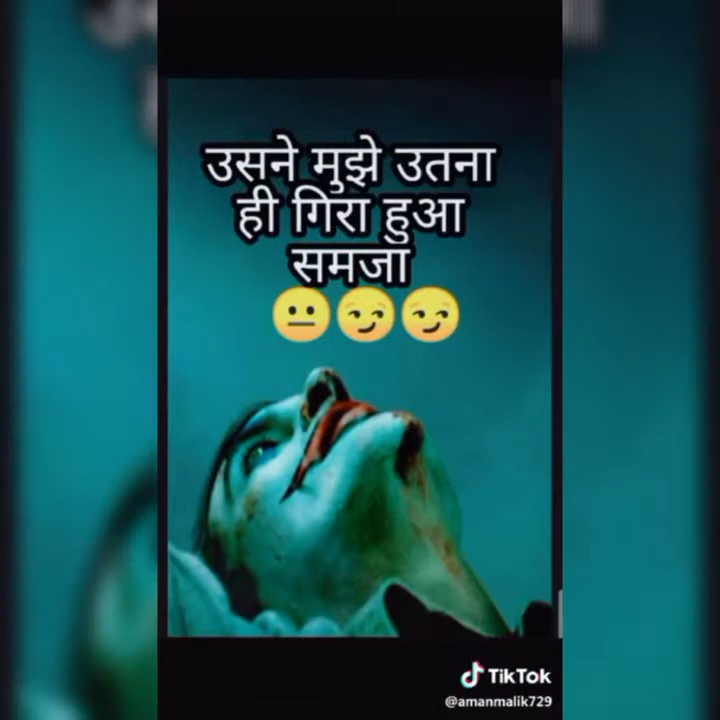 उसने मुझे उतना
ही गिरा हुआ
समजा
😐😏😏
TikTok
@amanmalik729